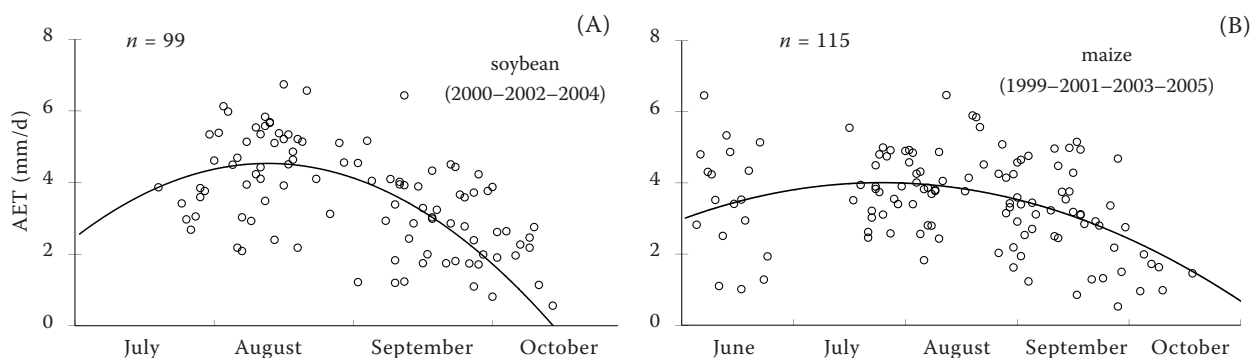 (A)
n = 99
soybean
(2000–2002–2004)
8
6
4
2
0
AET (mm/d)
July August September October
(B)
n = 115
maize
(1999–2001–2003–2005)
8
6
4
2
0
June July August September October